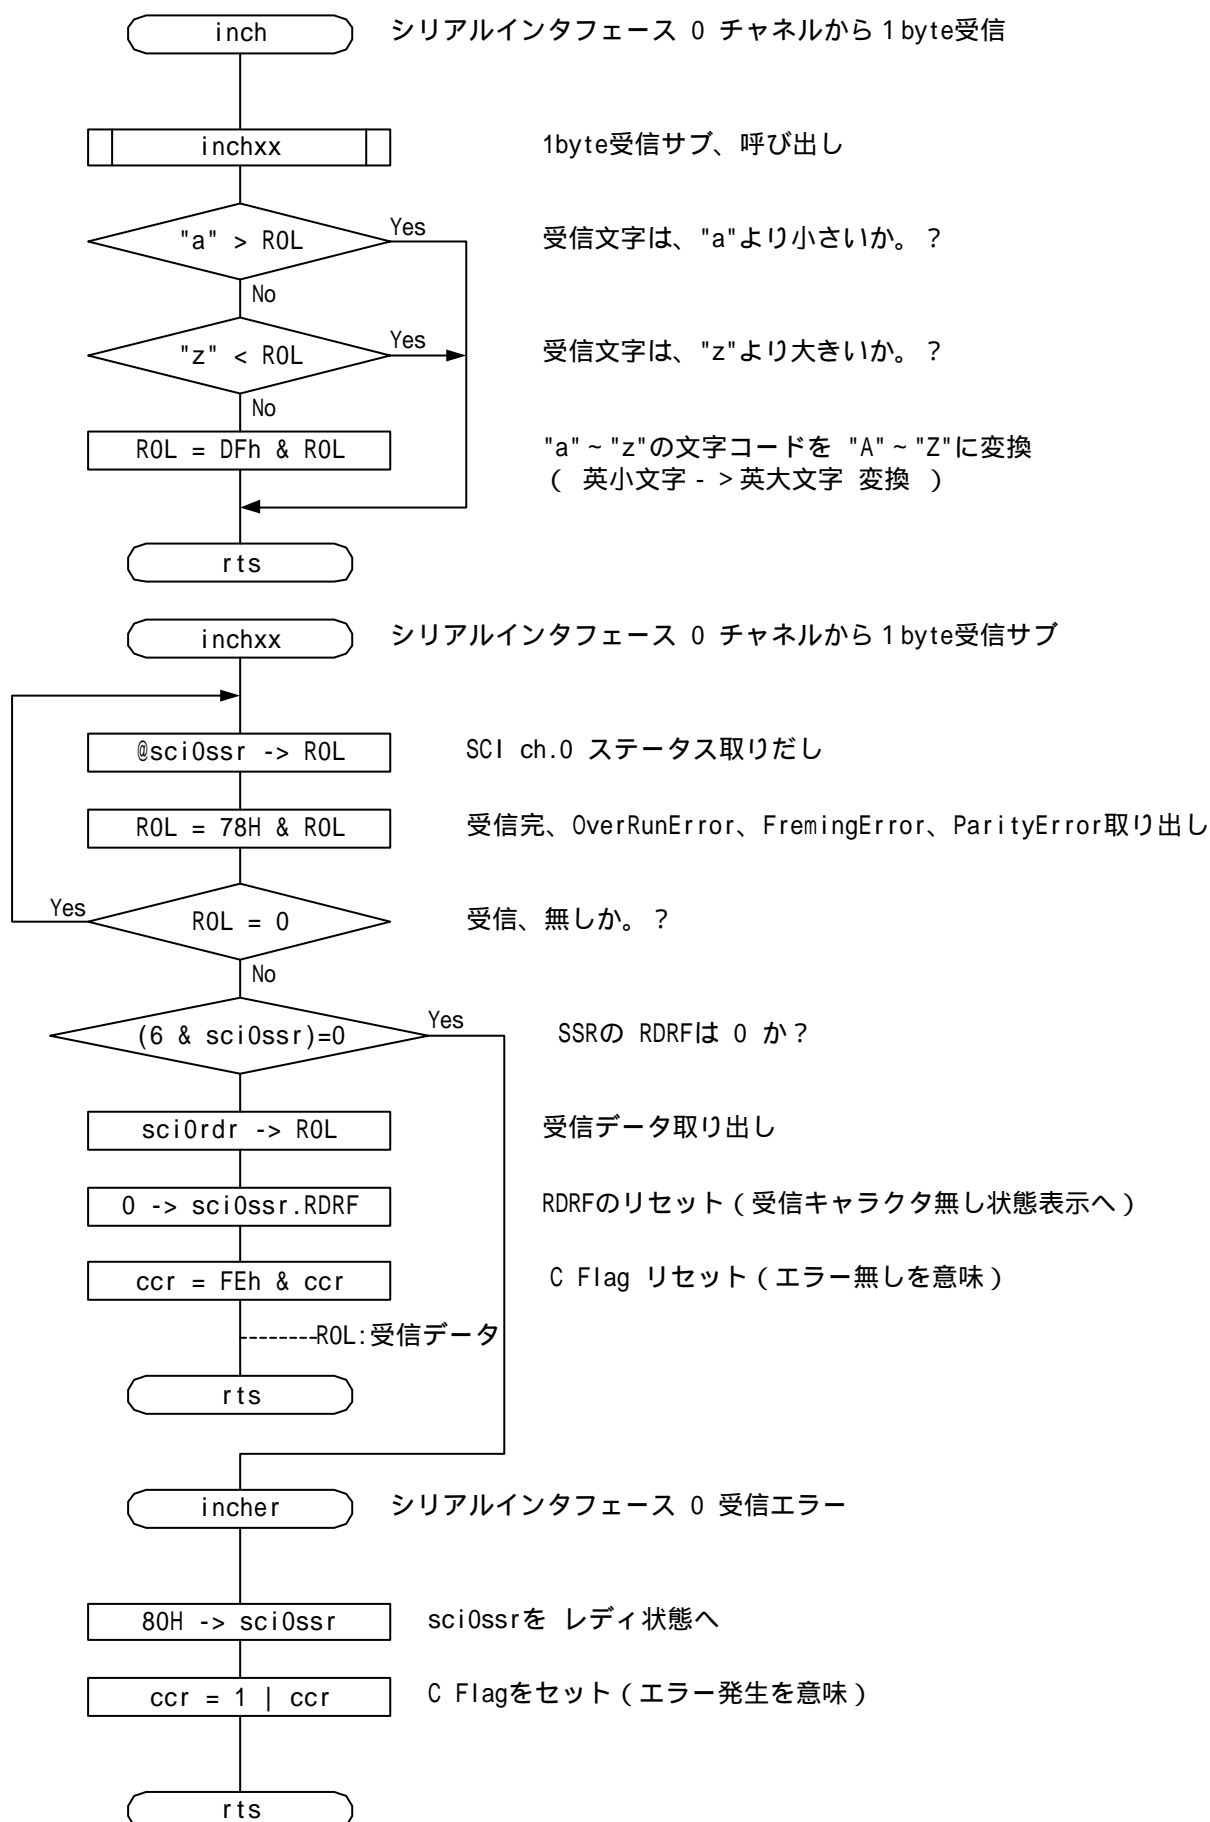 inch シリアルインタフェース 0 チャネルから 1 byte受信
inchxx 1byte受信サブ、呼び出し
"a" > R0L Yes 受信文字は、"a"より小さいか。?
No
"z" < R0L Yes 受信文字は、"z"より大きいか。?
No
R0L = DFh & R0L "a"~"z"の文字コードを "A"~"Z"に変換
( 英小文字 - > 英大文字 変換 )
rts
inchxx シリアルインタフェース 0 チャネルから 1 byte受信サブ
@sci0ssr -> R0L SCI ch.0 ステータス取りだし
R0L = 78H & R0L 受信完、OverRunError、FremingError、ParityError取り出し
Yes R0L = 0 受信、無しか。?
No
(6 & sci0ssr)=0 Yes SSRの RDRFは 0 か?
sci0rdr -> R0L 受信データ取り出し
0 -> sci0ssr.RDRF RDRFのリセット(受信キャラクタ無し状態表示へ)
ccr = FEh & ccr C Flag リセット(エラー無しを意味)
--------R0L:受信データ
rts
incher シリアルインタフェース 0 受信エラー
80H -> sci0ssr sci0ssrを レディ状態へ
ccr = 1 | ccr C Flagをセット(エラー発生を意味)
rts